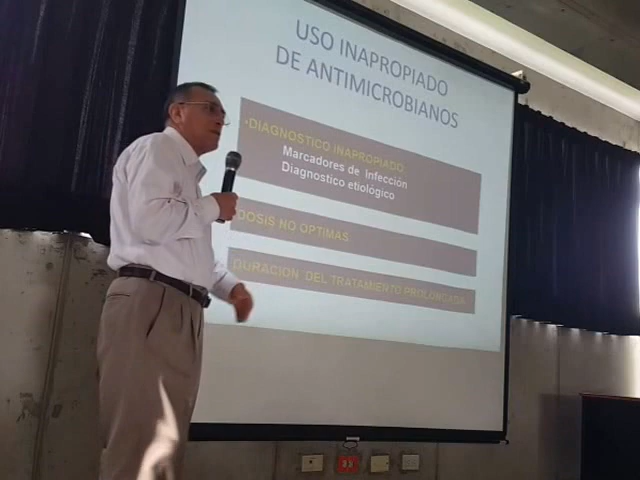 USO INAPROPIADO
DE ANTIMICROBIANOS
•DIAGNOSTICO INAPROPIADO
Marcadores de Infección
Diagnostico etiológico
DOSIS NO OPTIMAS
DURACION DEL TRATAMIENTO PROLONGADA